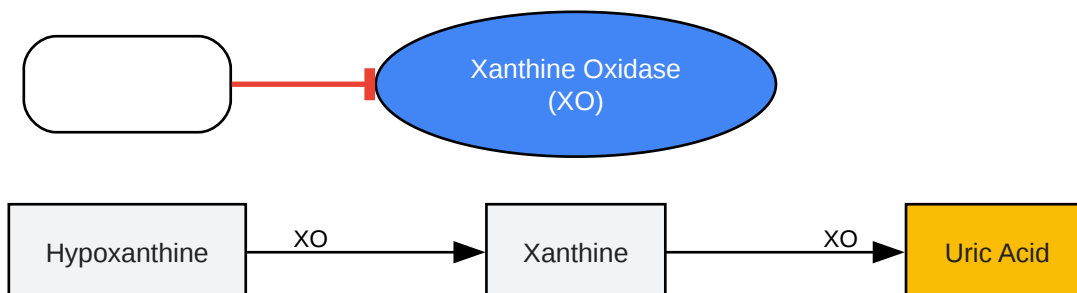 Xanthine Oxidase
(XO)
XO
XO
Hypoxanthine
Xanthine
Uric Acid